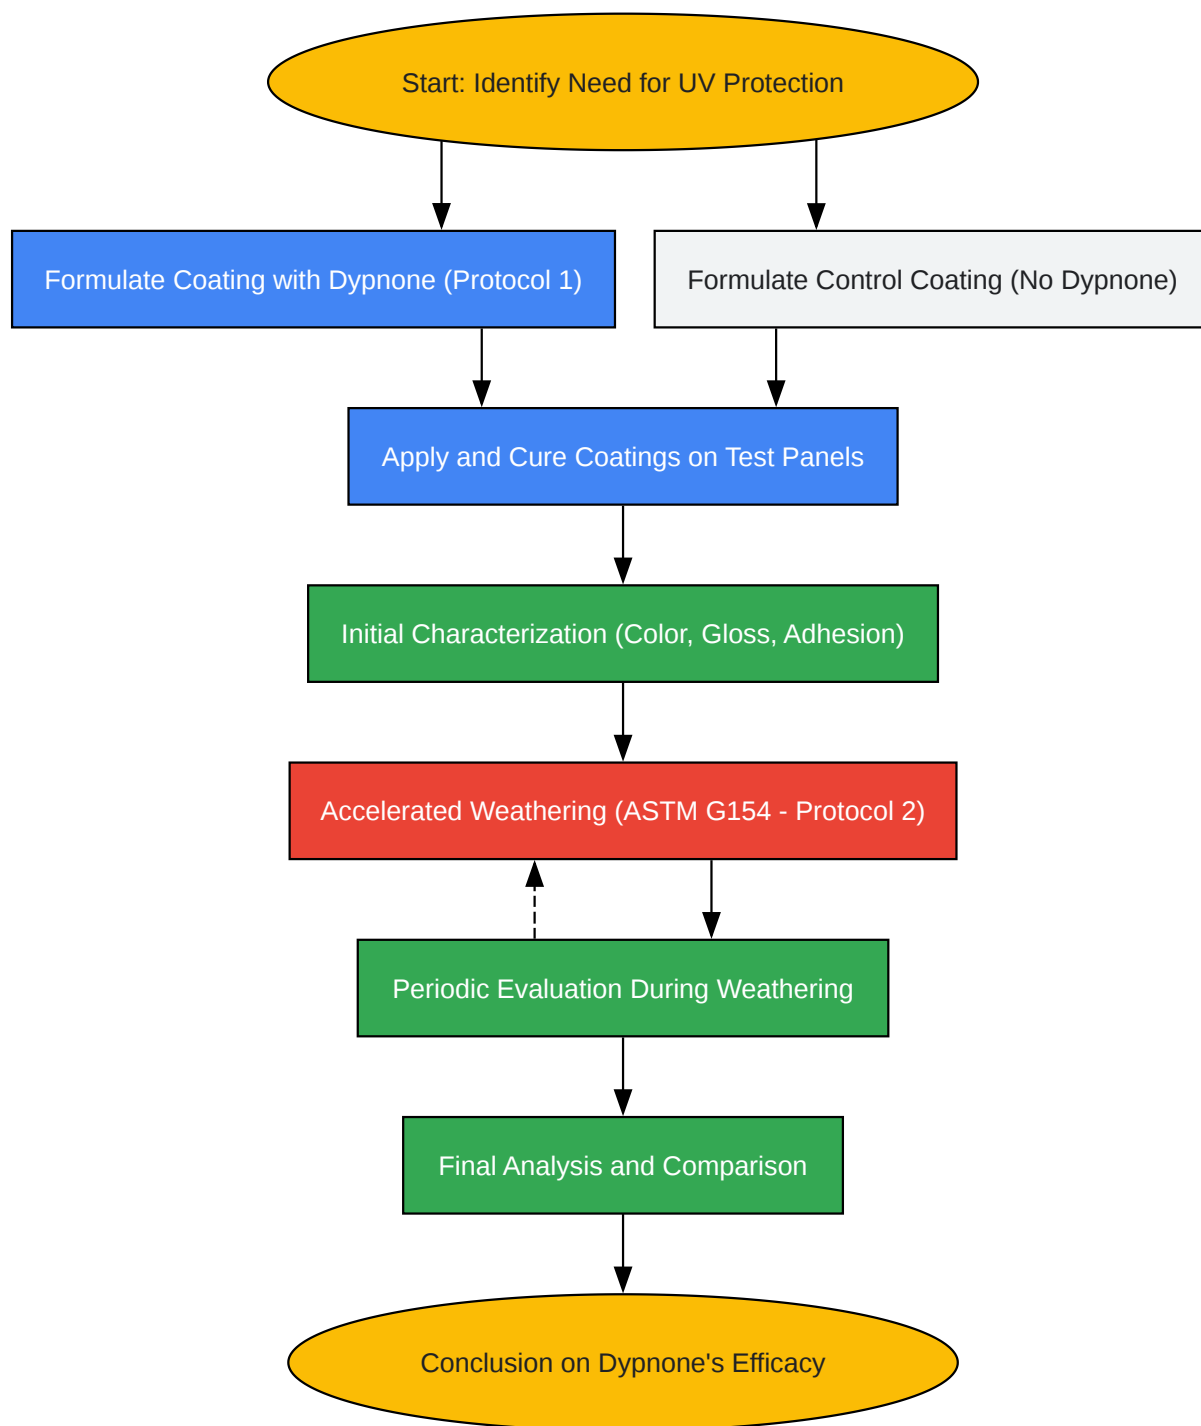 Start: Identify Need for UV Protection
Formulate Coating with Dypnone (Protocol 1)
Formulate Control Coating (No Dypnone)
Apply and Cure Coatings on Test Panels
Initial Characterization (Color, Gloss, Adhesion)
Accelerated Weathering (ASTM G154 - Protocol 2)
Periodic Evaluation During Weathering
Final Analysis and Comparison
Conclusion on Dypnone's Efficacy